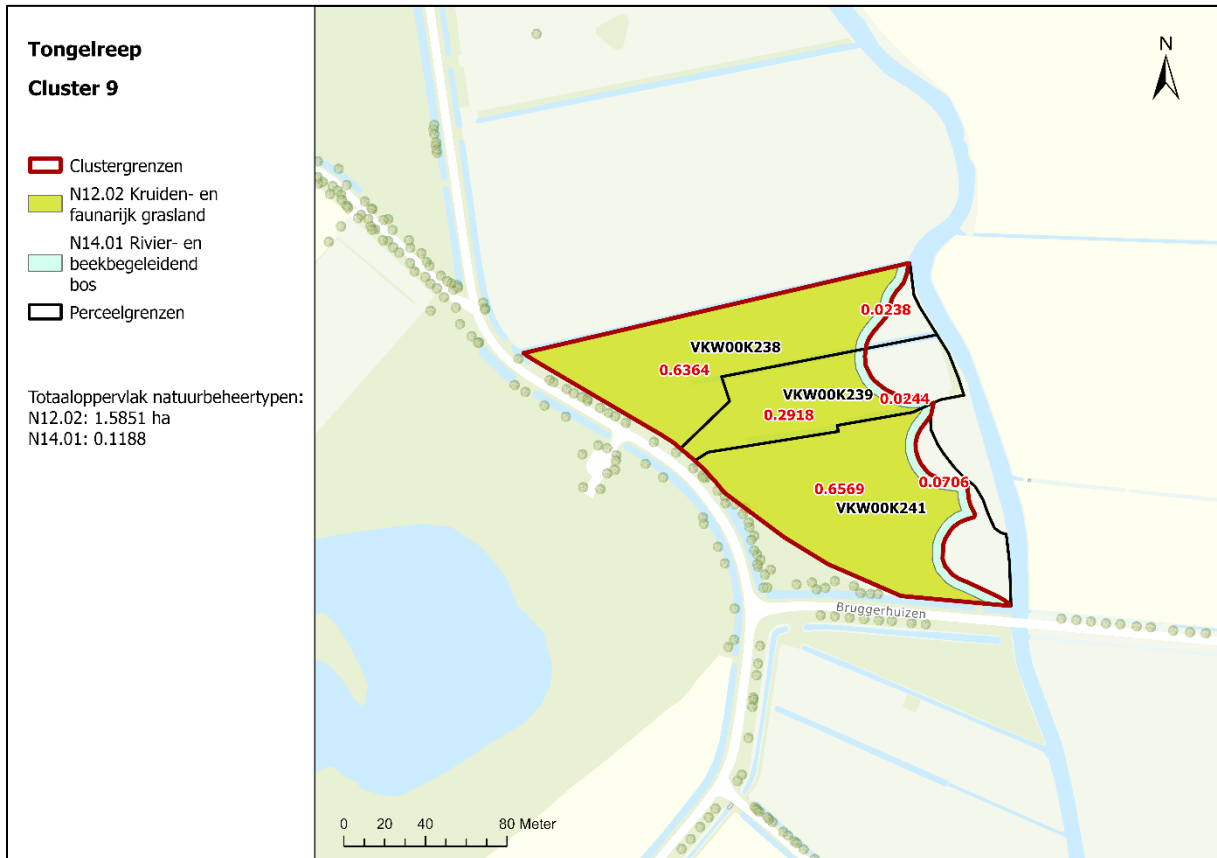 Tongelreep
Cluster 9
Clustergrenzen
N12.02 Kruiden- en
faunarijk grasland
N14.01 Rivier- en
beekbegeleidend
bos
Perceelgrenzen
Totaaloppervlak natuurbeheertypen:
N12.02: 1.5851 ha
N14.01: 0.1188
N
0.0238
VKW00K238
0.6364
VKW00K239
0.0244
0.2918
0.0706
0.6569
VKW00K241
Bruggerhuizen
0 20 40 80 Meter